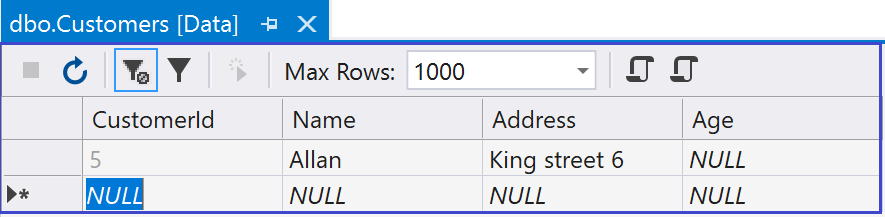 dbo.Customers [Data]
Max Rows: 1000
CustomerId Name Address Age
5 Allan King street 6 NULL
* NULL NULL NULL NULL